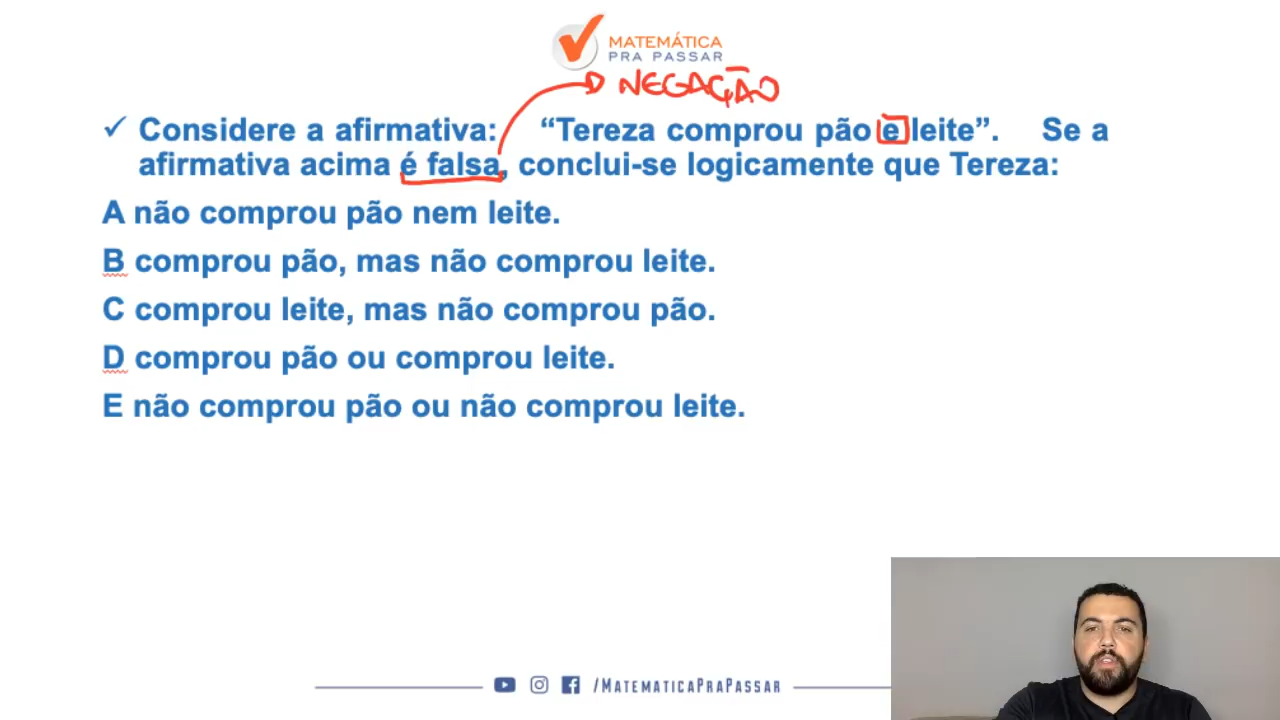 MATEMÁTICA
PRA PASSAR
NEGAÇÃO
✓ Considere a afirmativa: “Tereza comprou pão e leite”. Se a
afirmativa acima é falsa, conclui-se logicamente que Tereza:
A não comprou pão nem leite.
B comprou pão, mas não comprou leite.
C comprou leite, mas não comprou pão.
D comprou pão ou comprou leite.
E não comprou pão ou não comprou leite.
/MATEMATICAPRAPASSAR